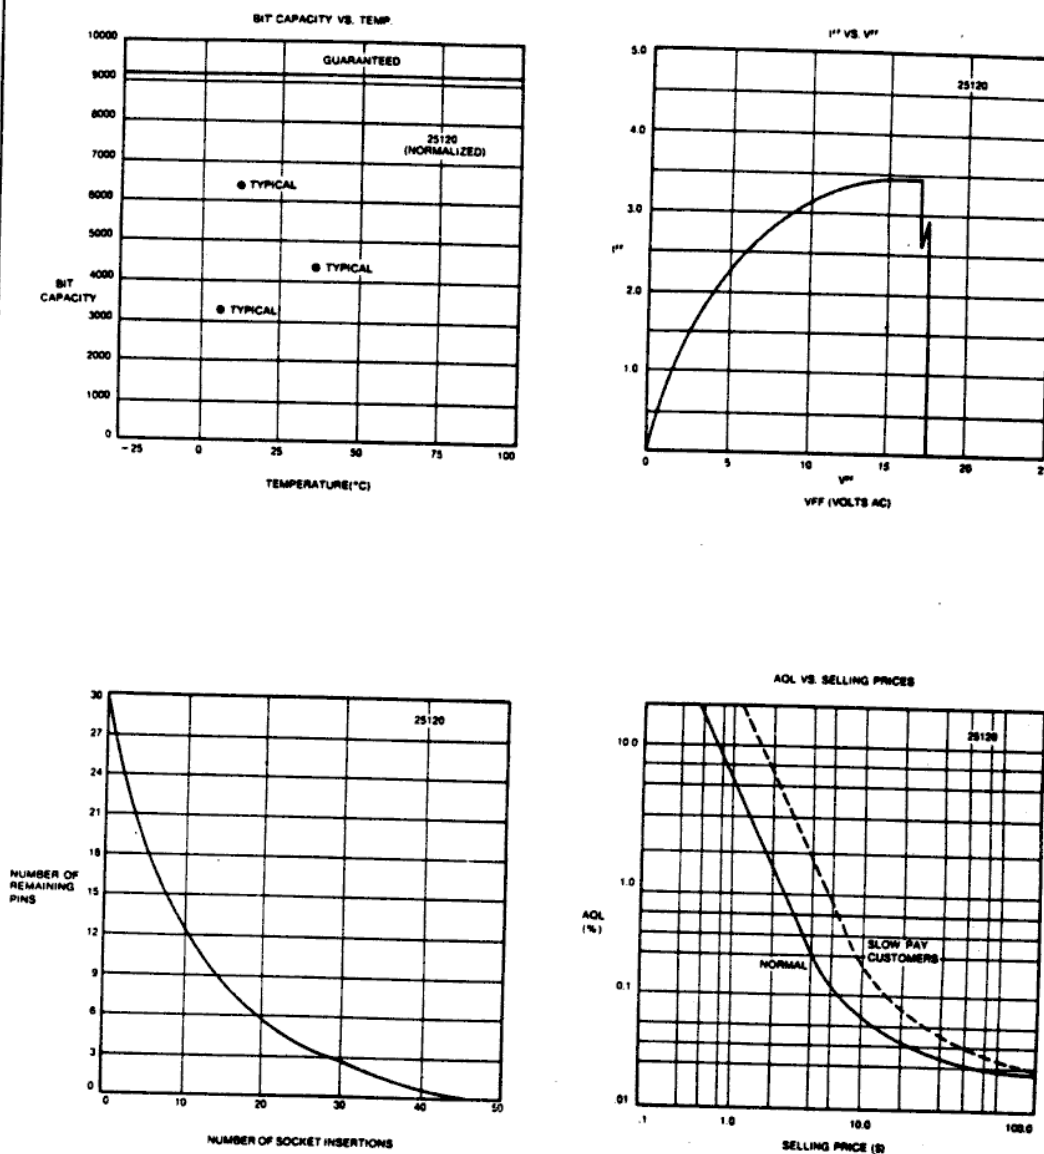 BIT CAPACITY VS. TEMP.
10000
9000
8000
7000
6000
5000
4000
3000
2000
1000
0
GUARANTEED
25120
(NORMALIZED)
TYPICAL
TYPICAL
TYPICAL
BIT
CAPACITY
-25
0
25
50
75
100
TEMPERATURE(°C)
Iᶠᶠ VS. Vᶠᶠ
5.0
4.0
3.0
2.0
1.0
25120
Iᶠᶠ
0
5
10
15
20
Vᶠᶠ
VFF (VOLTS AC)
30
27
24
21
18
15
12
9
6
3
0
25120
NUMBER OF
REMAINING
PINS
0
10
20
30
40
50
NUMBER OF SOCKET INSERTIONS
AQL VS. SELLING PRICES
10.0
1.0
0.1
.01
25120
AQL
(%)
NORMAL
SLOW PAY
CUSTOMERS
.1
1.0
10.0
100.0
SELLING PRICE ($)